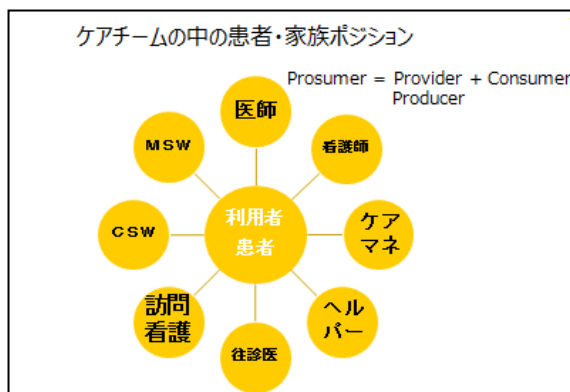 ケアチームの中の患者・家族ポジション
Prosumer = Provider + Consumer
Producer
医師
看護師
ケア
マネ
ヘル
パー
往診医
訪問
看護
CSW
MSW
利用者
患者